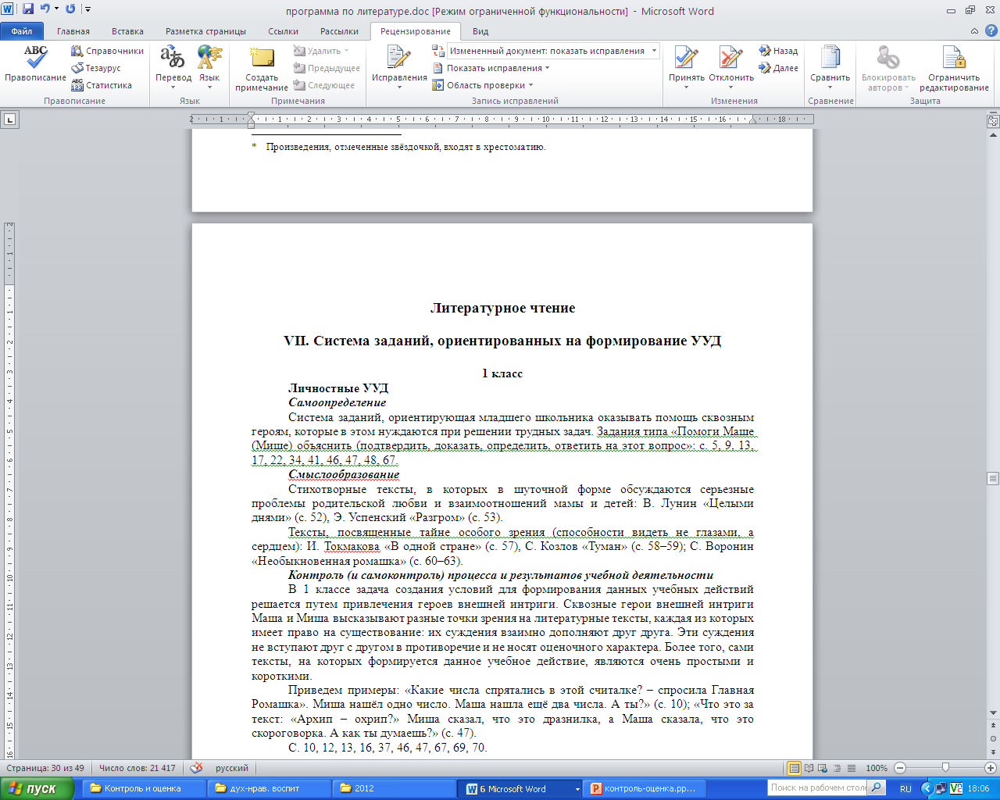 программа по литературе.doc [Режим ограниченной функциональности] - Microsoft Word
Файл Главная Вставка Разметка страницы Ссылки Рассылки Рецензирование Вид
ABC
Правописание
Справочники
Тезаурус
ABC 123 Статистика
Правописание
Перевод Язык
Язык
Создать примечание
Удалить
Предыдущее
Следующее
Примечания
Исправления
Измененный документ: показать исправления
Показать исправления
Область проверки
Запись исправлений
Принять Отклонить
Назад
Далее
Изменения
Сравнить
Сравнение
Блокировать авторов
Ограничить редактирование
Защита
* Произведения, отмеченные звёздочкой, входят в хрестоматию.
Литературное чтение
VII. Система заданий, ориентированных на формирование УУД
1 класс
Личностные УУД
Самоопределение
Система заданий, ориентирующая младшего школьника оказывать помощь сквозным
героям, которые в этом нуждаются при решении трудных задач. Задания типа «Помоги Маше
(Мише) объяснить (подтвердить, доказать, определить, ответить на этот вопрос»: с. 5, 9, 13,
17, 22, 34, 41, 46, 47, 48, 67.
Смыслообразование
Стихотворные тексты, в которых в шуточной форме обсуждаются серьезные
проблемы родительской любви и взаимоотношений мамы и детей: В. Лунин «Целыми
днями» (с. 52), Э. Успенский «Разгром» (с. 53).
Тексты, посвященные тайне особого зрения (способности видеть не глазами, а
сердцем): И. Токмакова «В одной стране» (с. 57), С. Козлов «Туман» (с. 58–59); С. Воронин
«Необыкновенная ромашка» (с. 60–63).
Контроль (и самоконтроль) процесса и результатов учебной деятельности
В 1 классе задача создания условий для формирования данных учебных действий
решается путем привлечения героев внешней интриги. Сквозные герои внешней интриги
Маша и Миша высказывают разные точки зрения на литературные тексты, каждая из которых
имеет право на существование: их суждения взаимно дополняют друг друга. Эти суждения
не вступают друг с другом в противоречие и не носят оценочного характера. Более того, сами
тексты, на которых формируется данное учебное действие, являются очень простыми и
короткими.
Приведем примеры: «Какие числа спрятались в этой считалке? – спросила Главная
Ромашка». Миша нашёл одно число. Маша нашла ещё два числа. А ты?» (с. 10); «Что это за
текст: «Архип – охрип?» Миша сказал, что это дразнилка, а Маша сказала, что это
скороговорка. А как ты думаешь?» (с. 47).
С. 10, 12, 13, 16, 37, 46, 47, 67, 69, 70.
Страница: 30 из 49 Число слов: 21 417 русский 100%
пуск Контроль и оценка дух-нрав. воспит 2012 6 Microsoft Word контроль-оценка.pp... Поиск на рабочем столе RU 18:06